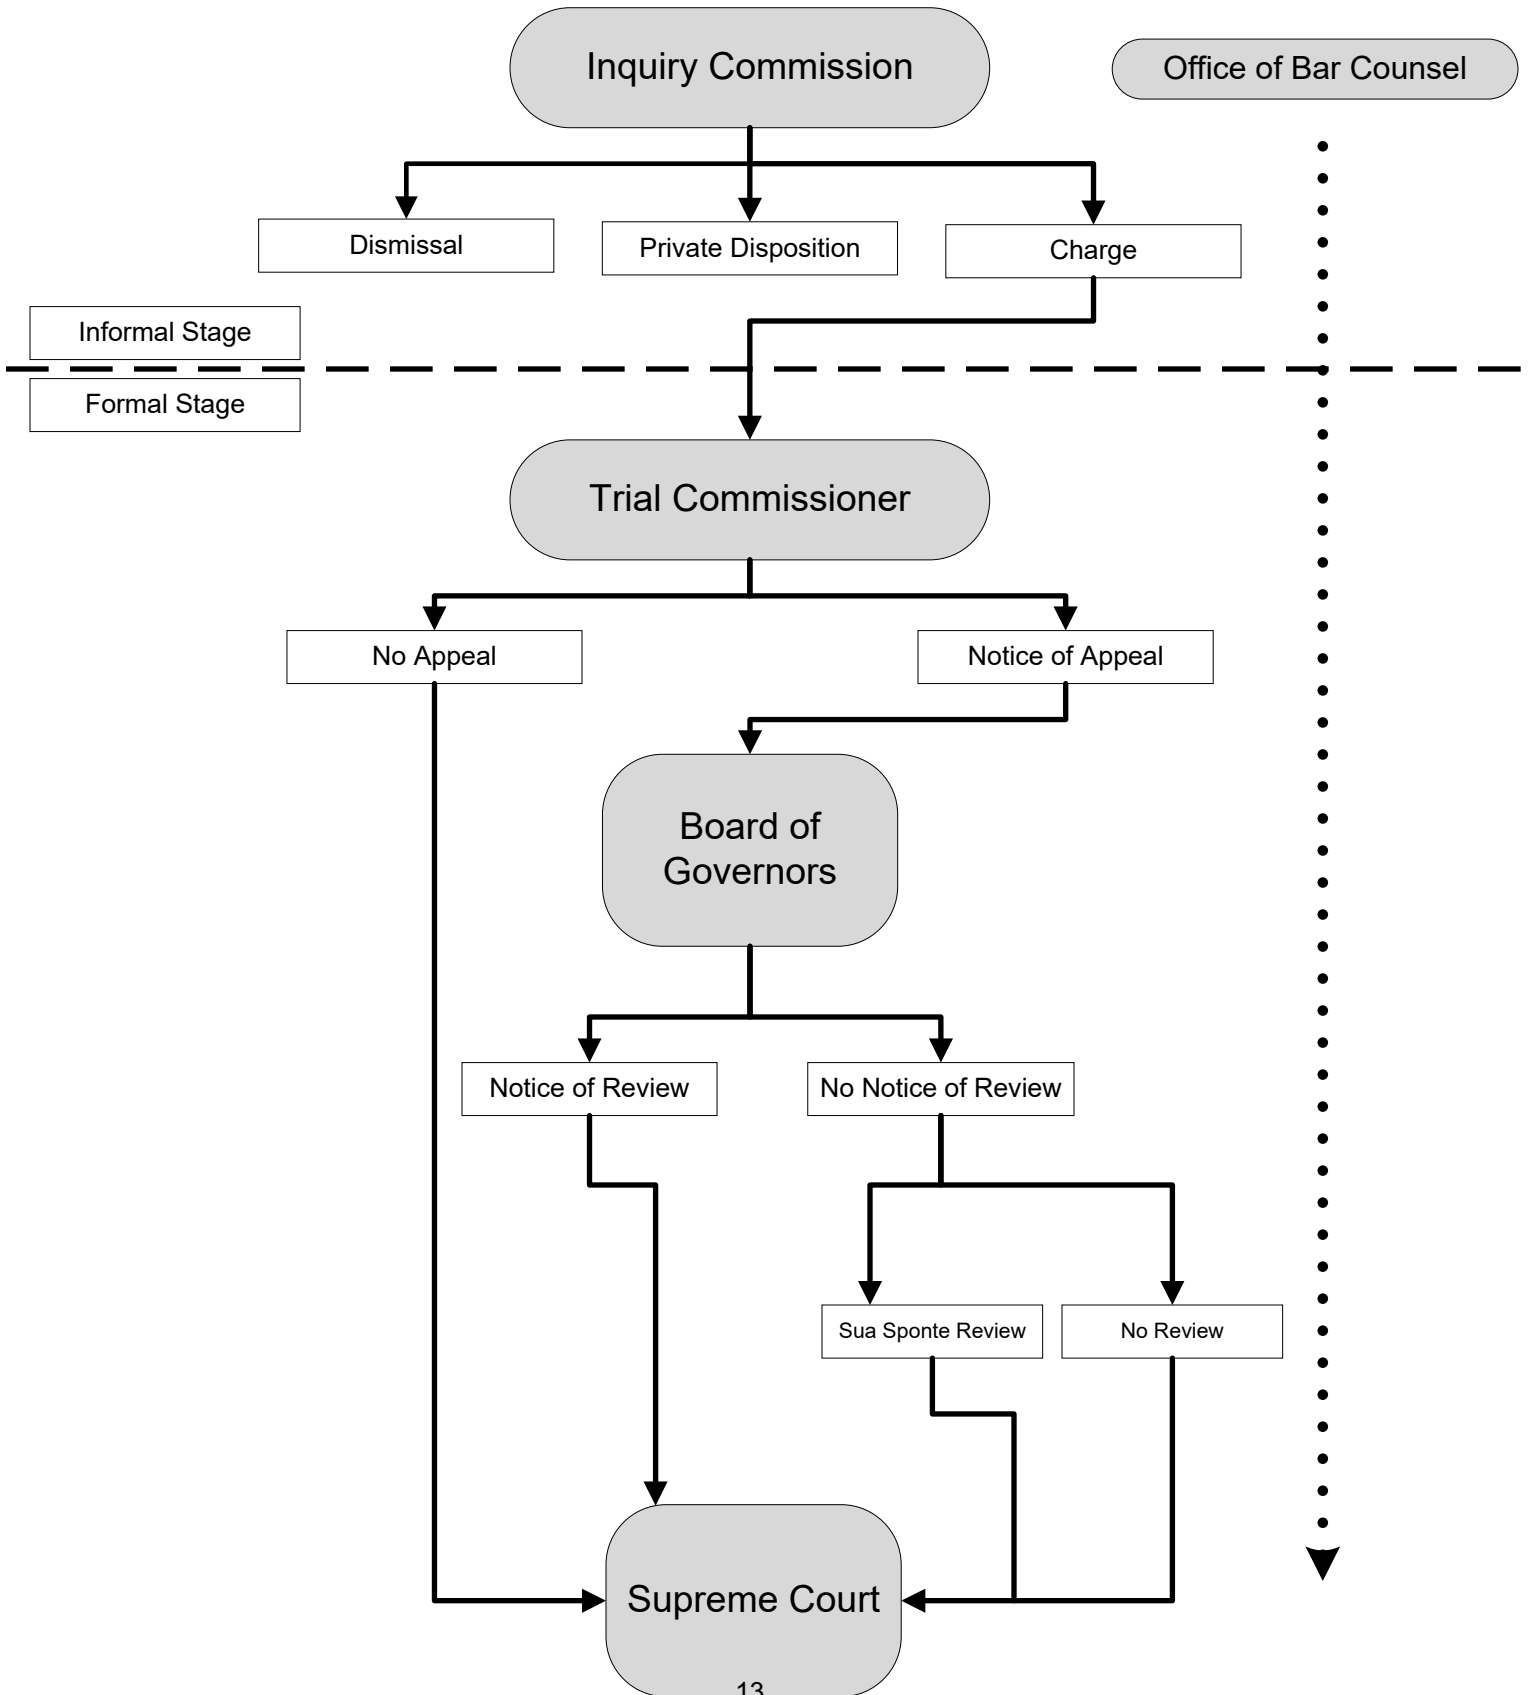 Inquiry Commission
Office of Bar Counsel
Dismissal
Private Disposition
Charge
Informal Stage
Formal Stage
Trial Commissioner
No Appeal
Notice of Appeal
Board of
Governors
Notice of Review
No Notice of Review
Sua Sponte Review
No Review
Supreme Court
13